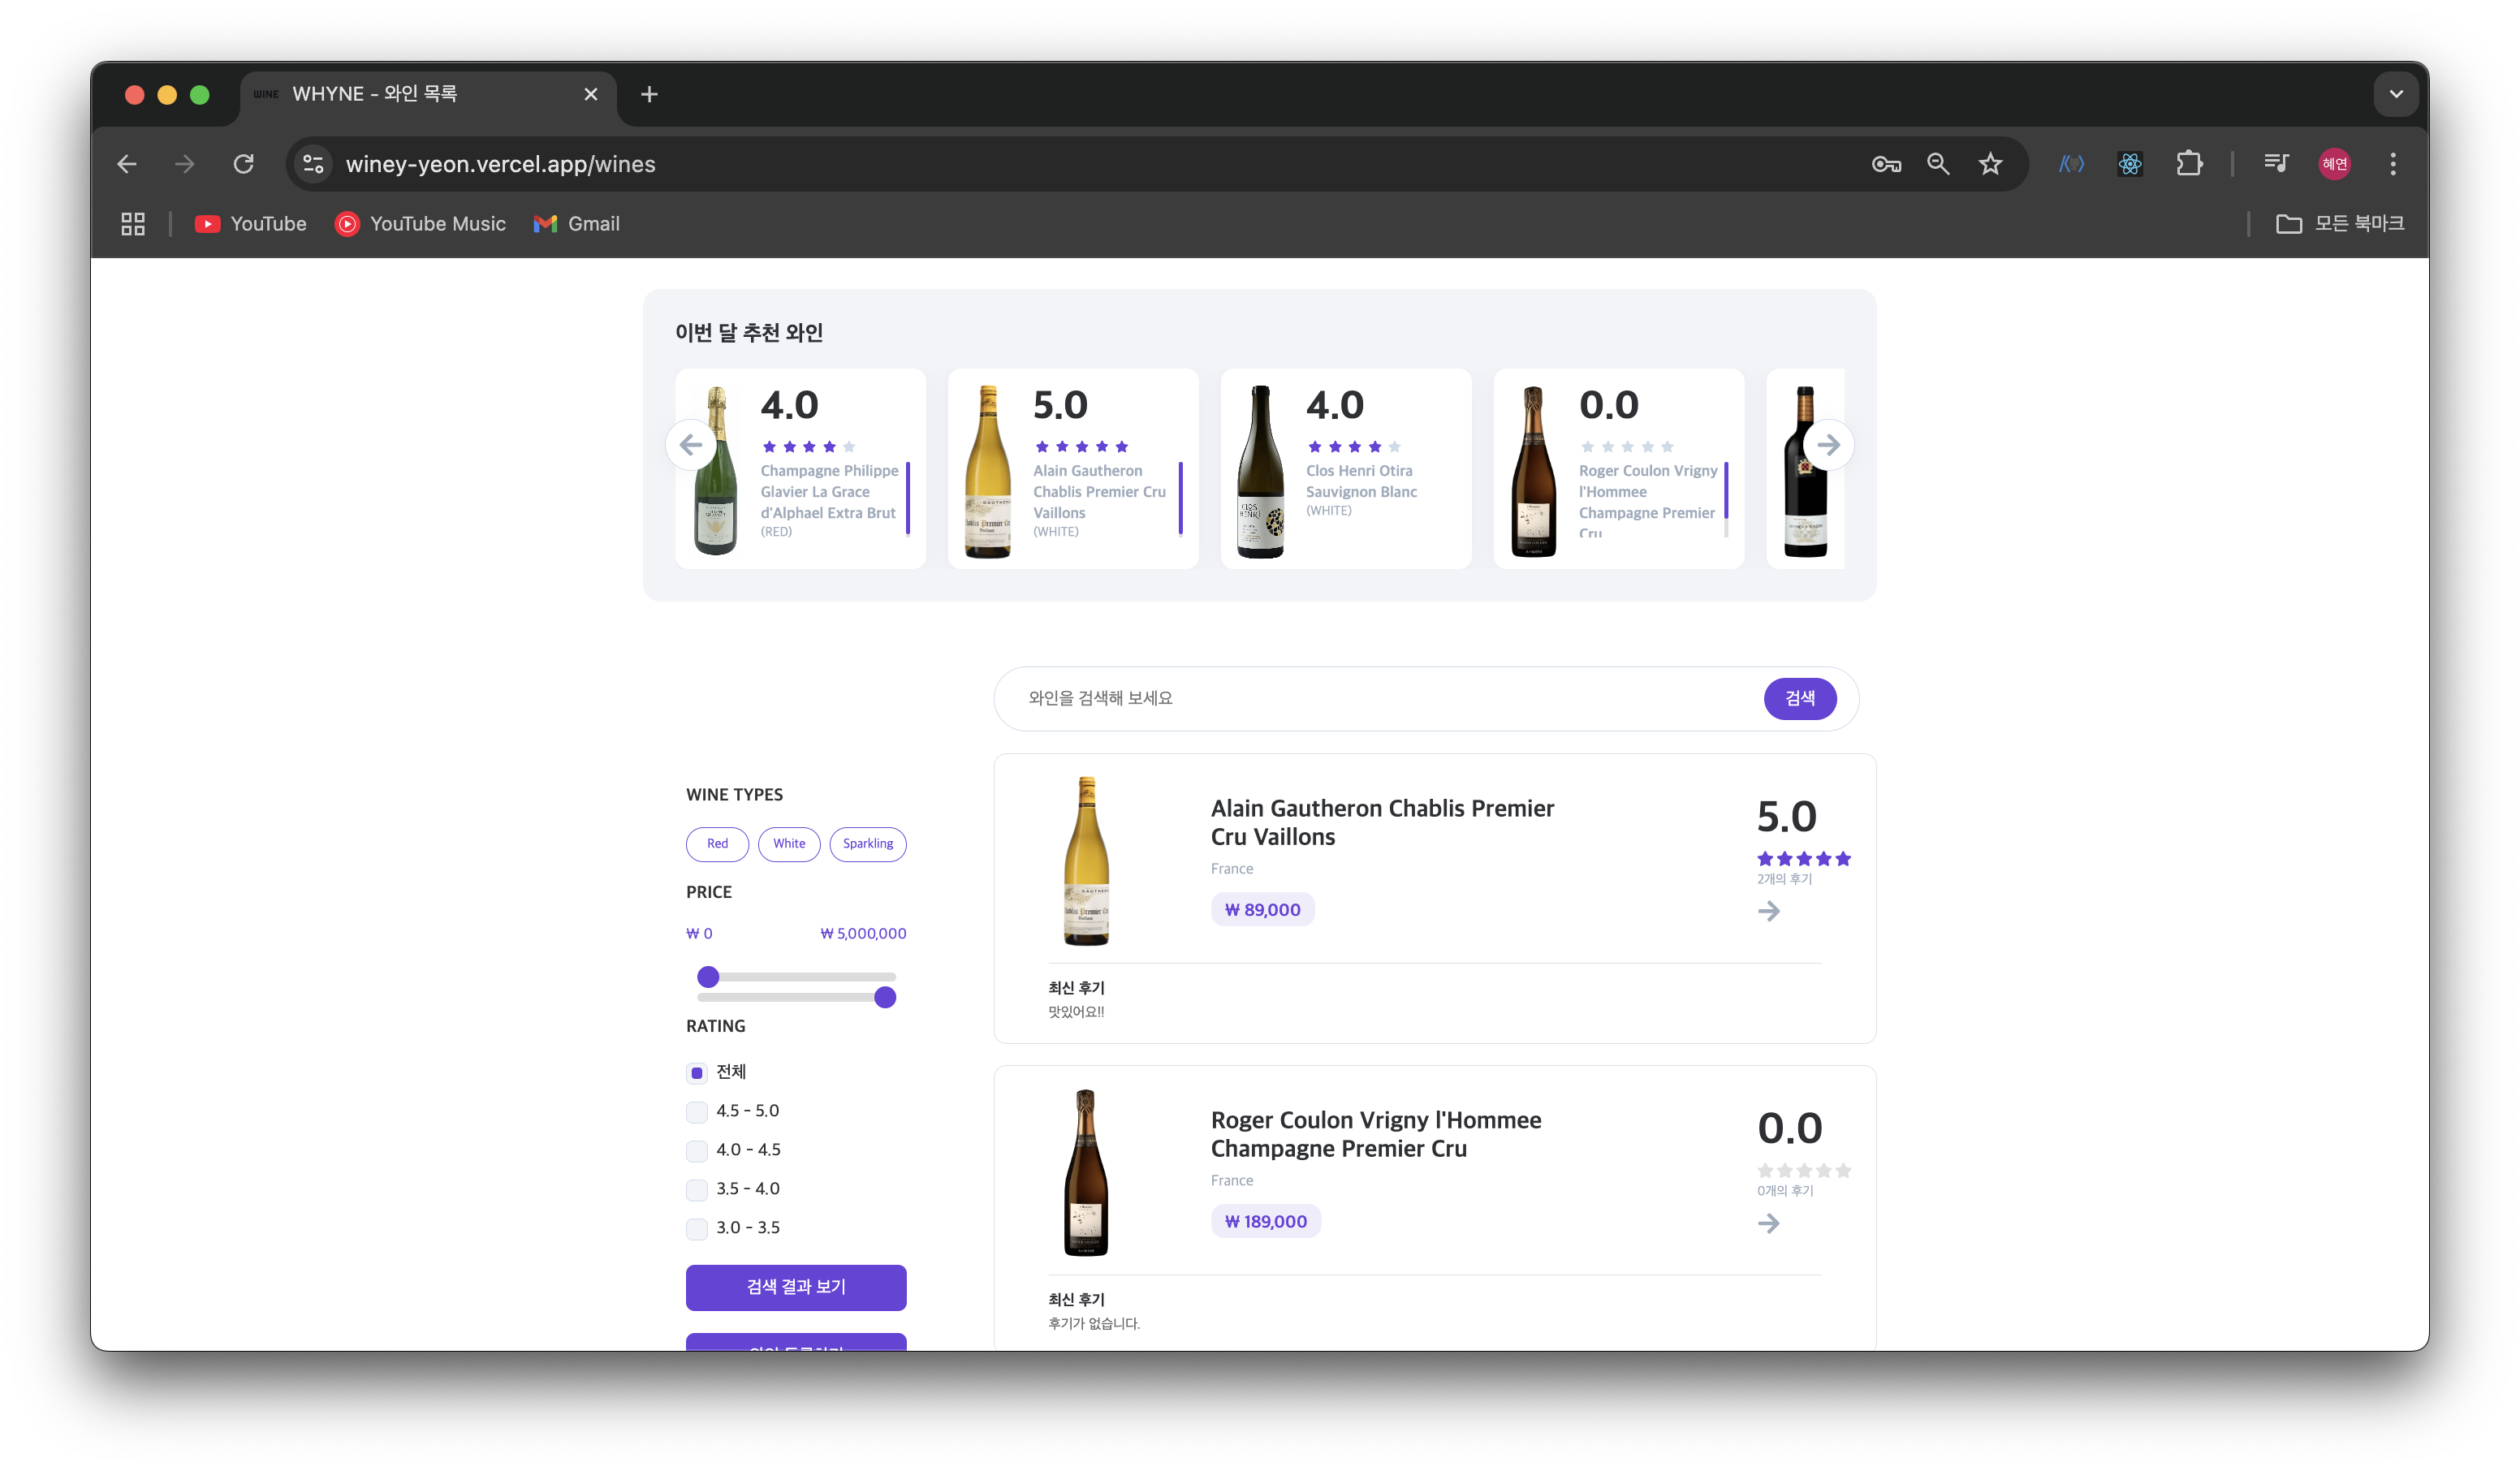 WINE WHYNE - 와인 목록
winey-yeon.vercel.app/wines
혜연
YouTube
YouTube Music
Gmail
모든 북마크
이번 달 추천 와인
4.0
Champagne Philippe
Glavier La Grace
d'Alphael Extra Brut
(RED)
5.0
Alain Gautheron
Chablis Premier Cru
Vaillons
(WHITE)
4.0
Clos Henri Otira
Sauvignon Blanc
(WHITE)
0.0
Roger Coulon Vrigny
l'Hommee
Champagne Premier
Cru
와인을 검색해 보세요
검색
WINE TYPES
Red
White
Sparkling
PRICE
₩ 0
₩ 5,000,000
RATING
전체
4.5 - 5.0
4.0 - 4.5
3.5 - 4.0
3.0 - 3.5
검색 결과 보기
Alain Gautheron Chablis Premier
Cru Vaillons
France
₩ 89,000
5.0
2개의 후기
최신 후기
맛있어요!!
Roger Coulon Vrigny l'Hommee
Champagne Premier Cru
France
₩ 189,000
0.0
0개의 후기
최신 후기
후기가 없습니다.